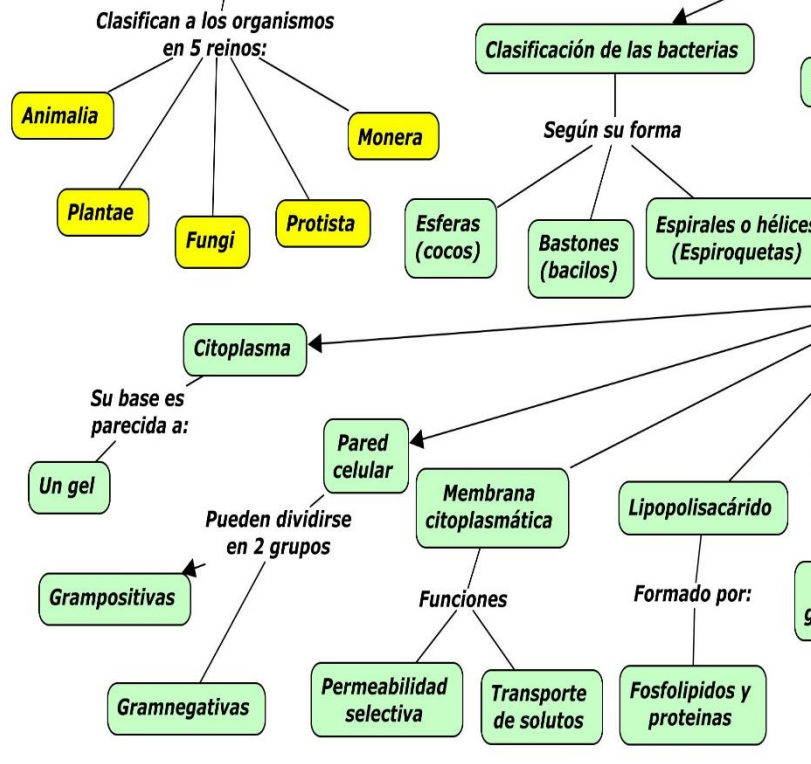 Clasifican a los organismos
en 5 reinos:
Animalia
Plantae
Fungi
Protista
Monera
Clasificación de las bacterias
Según su forma
Esferas
(cocos)
Bastones
(bacilos)
Espirales o hélices
(Espiroquetas)
Citoplasma
Su base es
parecida a:
Un gel
Pared
celular
Pueden dividirse
en 2 grupos
Grampositivas
Gramnegativas
Membrana
citoplasmática
Funciones
Permeabilidad
selectiva
Transporte
de solutos
Lipopolisacárido
Formado por:
Fosfolipidos y
proteinas